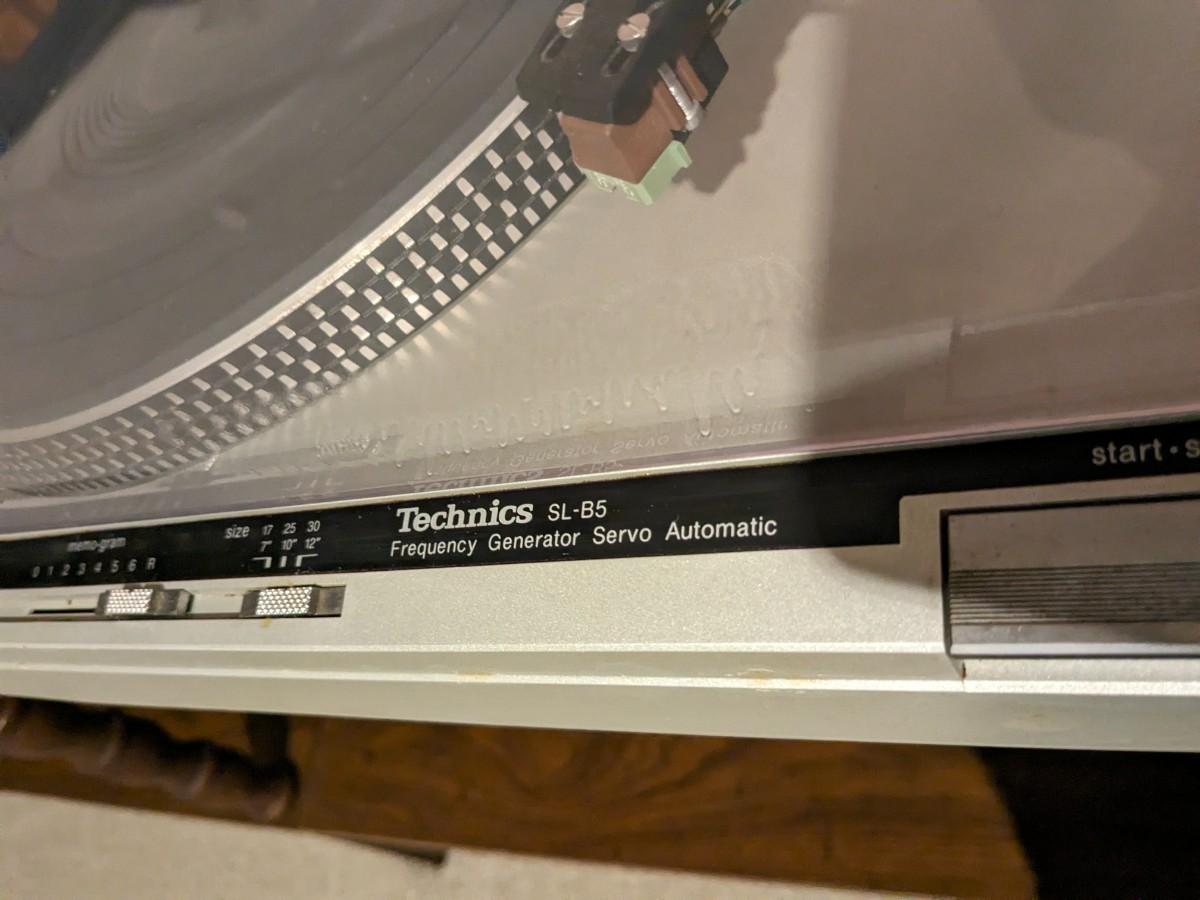 start • s
Technics SL-B5
Frequency Generator Servo Automatic
size 17 25 30
7" 10" 12"
memo-gram
0 1 2 3 4 5 6 R